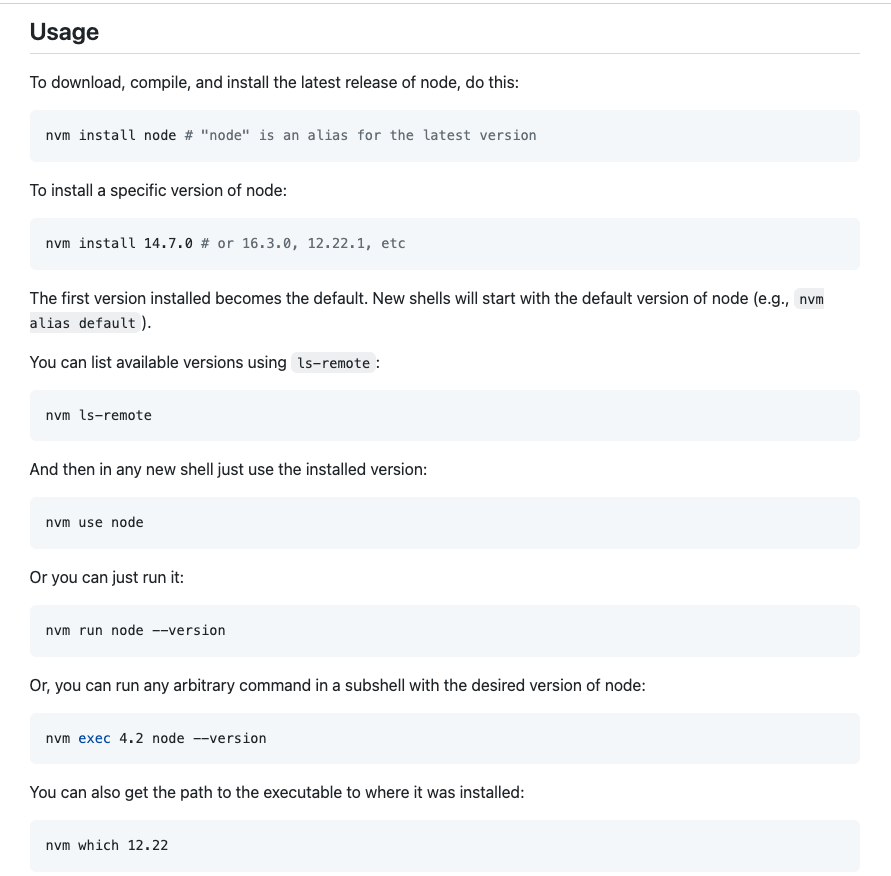 Usage
To download, compile, and install the latest release of node, do this:
nvm install node # "node" is an alias for the latest version
To install a specific version of node:
nvm install 14.7.0 # or 16.3.0, 12.22.1, etc
The first version installed becomes the default. New shells will start with the default version of node (e.g., nvm
alias default ).
You can list available versions using ls-remote :
nvm ls-remote
And then in any new shell just use the installed version:
nvm use node
Or you can just run it:
nvm run node --version
Or, you can run any arbitrary command in a subshell with the desired version of node:
nvm exec 4.2 node --version
You can also get the path to the executable to where it was installed:
nvm which 12.22